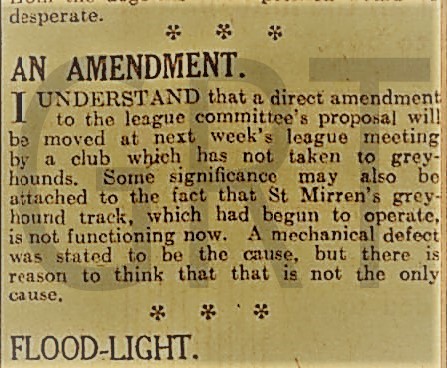 desperate.
* * *
AN AMENDMENT.
I UNDERSTAND that a direct amendment
to the league committee's proposal will
be moved at next week's league meeting
by a club which has not taken to grey-
hounds. Some significance may also be
attached to the fact that St Mirren's grey-
hound track, which had begun to operate,
is not functioning now. A mechanical defect
was stated to be the cause, but there is
reason to think that that is not the only
cause.
* * *
FLOOD-LIGHT.